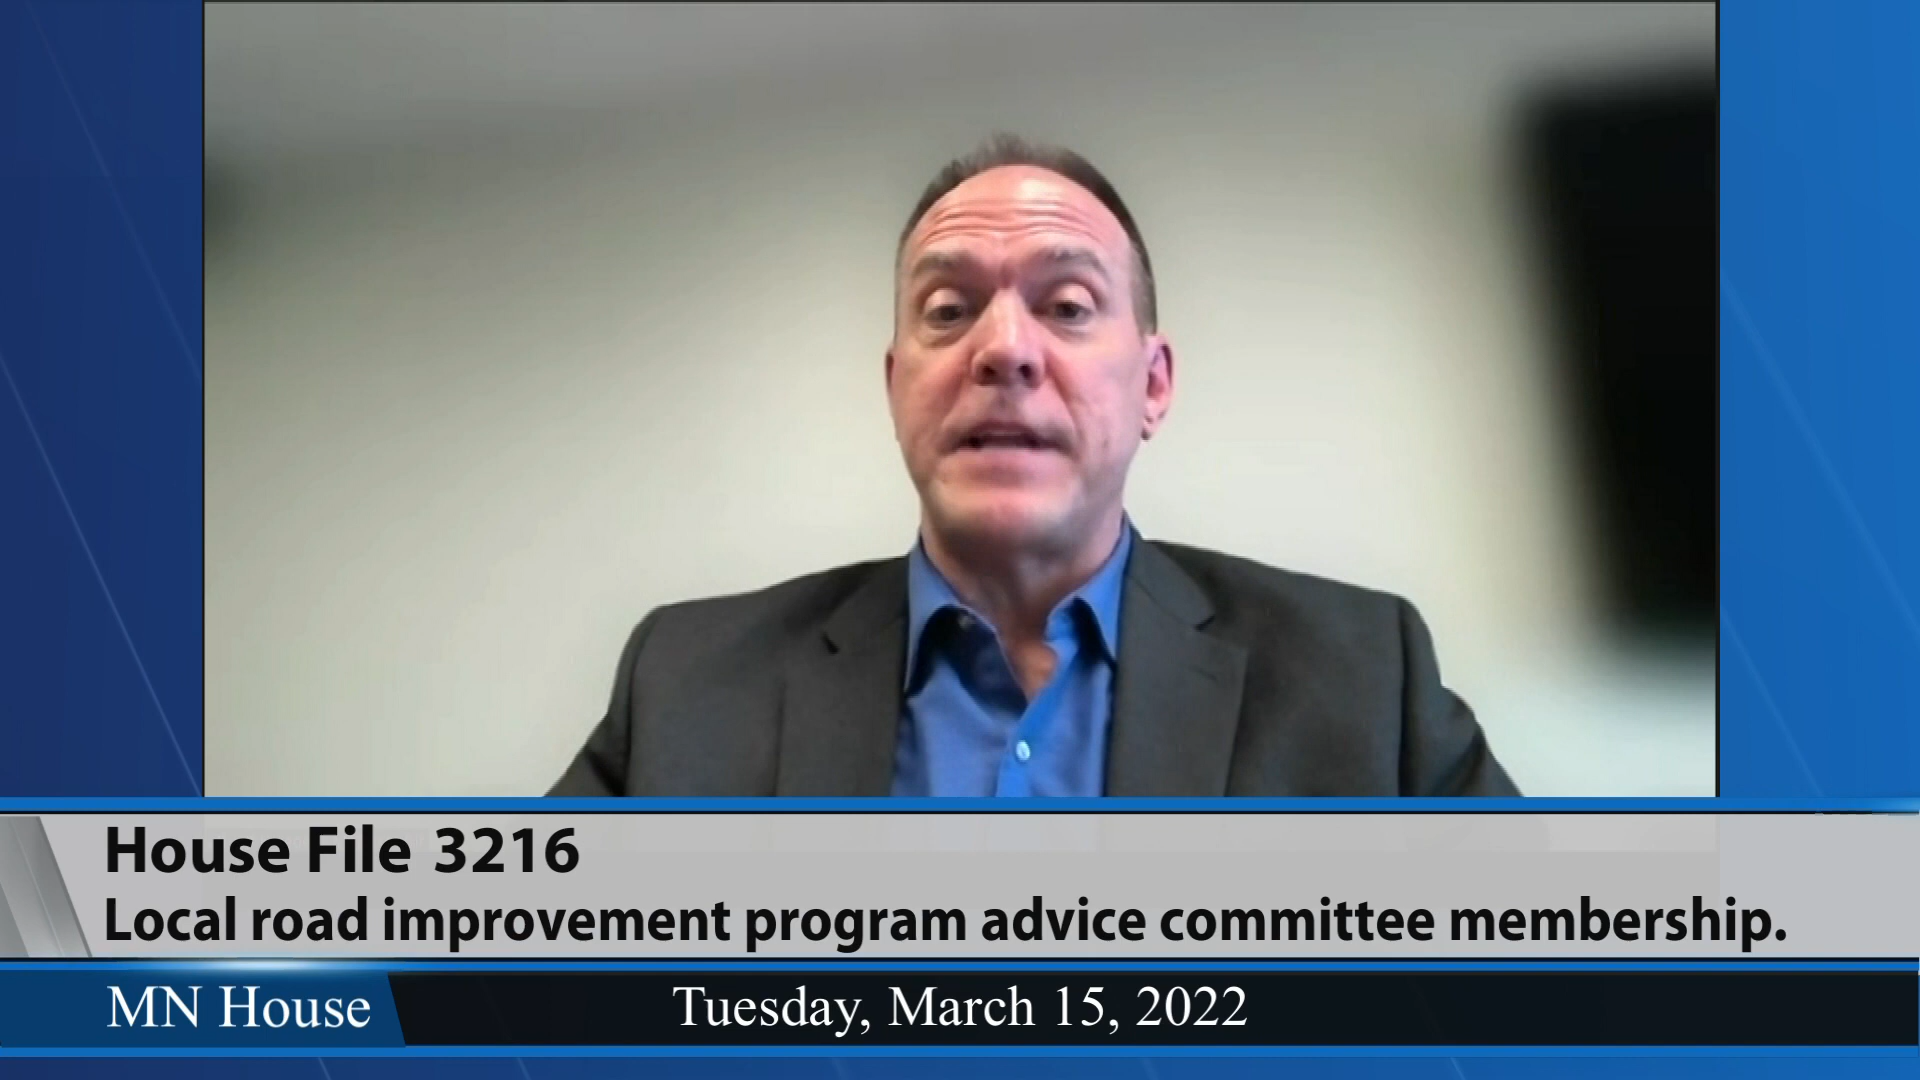 House File 3216
Local road improvement program advice committee membership.
MN House
Tuesday, March 15, 2022